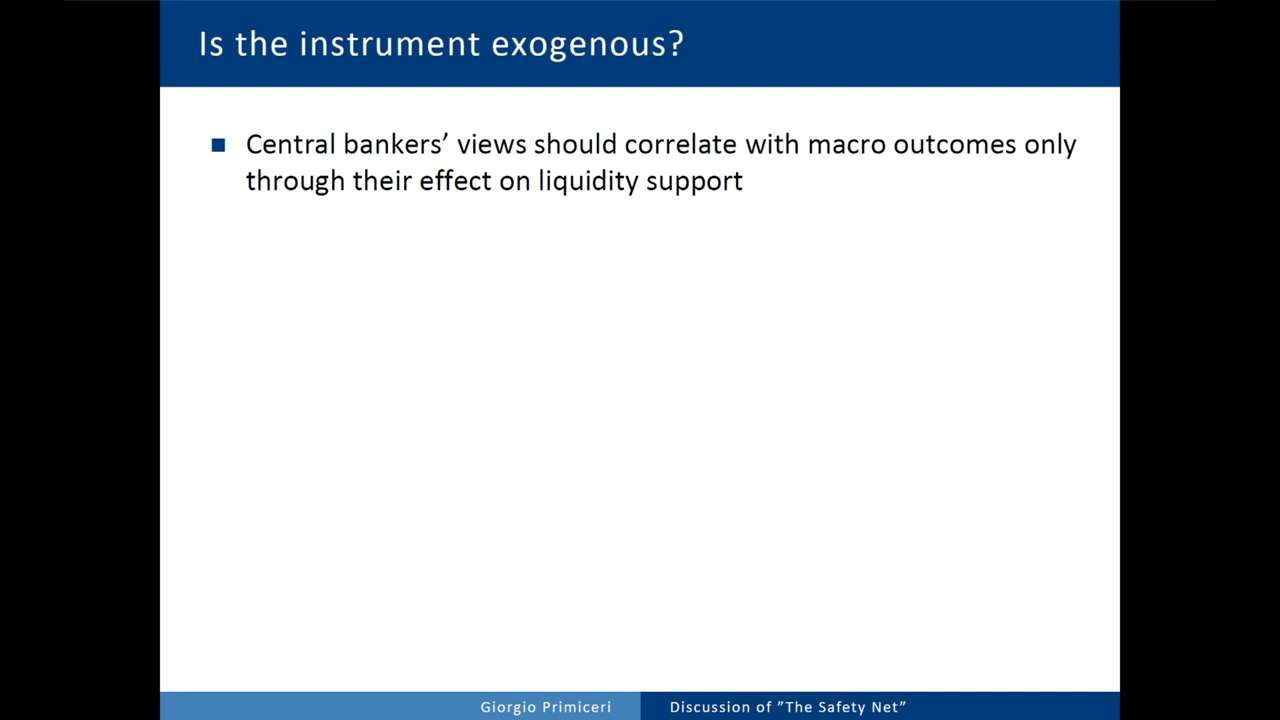 Is the instrument exogenous?
Central bankers’ views should correlate with macro outcomes only
through their effect on liquidity support
Giorgio Primiceri
Discussion of ”The Safety Net”